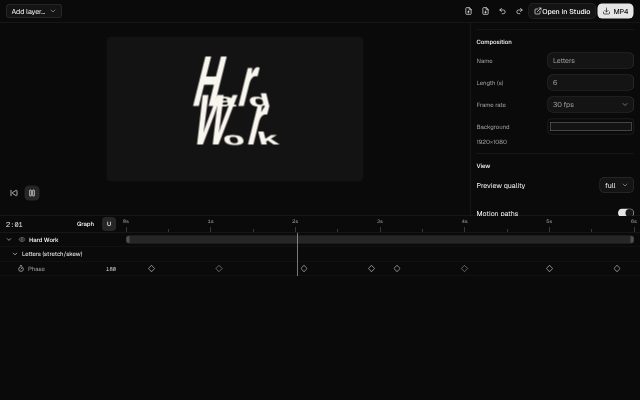 Add layer...
Open in Studio
MP4
Hard
Work
Composition
Name
Letters
Length (s)
6
Frame rate
30 fps
Background
1920×1080
View
Preview quality
full
Motion paths
2:01
Graph
U
0s
1s
2s
3s
4s
5s
6s
Hard Work
Letters (stretch/skew)
Phase
180